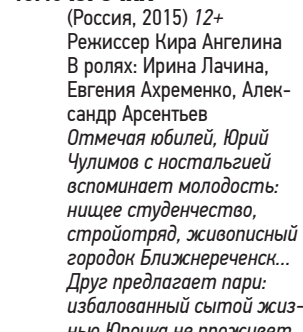 (Россия, 2015) 12+
Режиссер Кира Ангелина
В ролях: Ирина Лачина,
Евгения Ахременко, Алек-
сандр Арсентьев
Отмечая юбилей, Юрий
Чулимов с ностальгией
вспоминает молодость:
нищее студенчество,
стройотряд, живописный
городок Ближнереченск...
Друг предлагает пари:
избалованный сытой жиз-
нью Юрочка не проживет